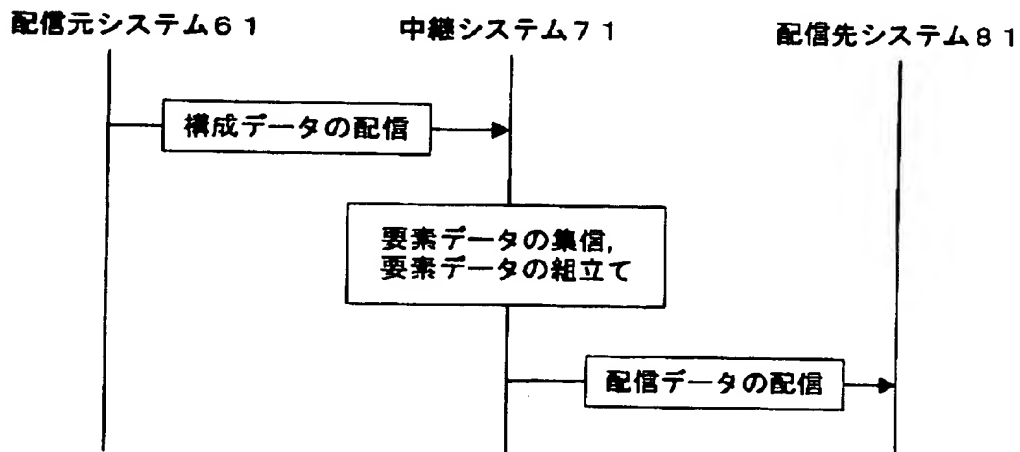 配信元システム61
中継システム71
配信先システム81
構成データの配信
要素データの集信,
要素データの組立て
配信データの配信